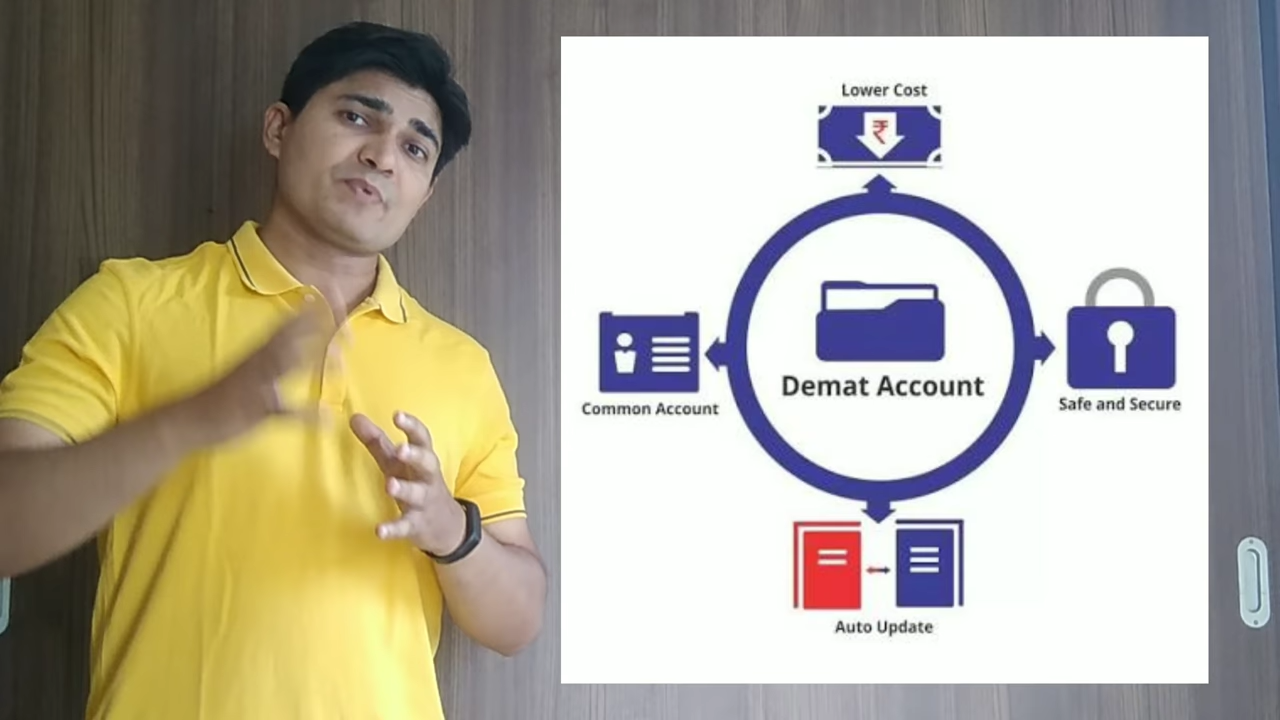 Lower Cost
₹
Demat Account
Common Account
Safe and Secure
Auto Update